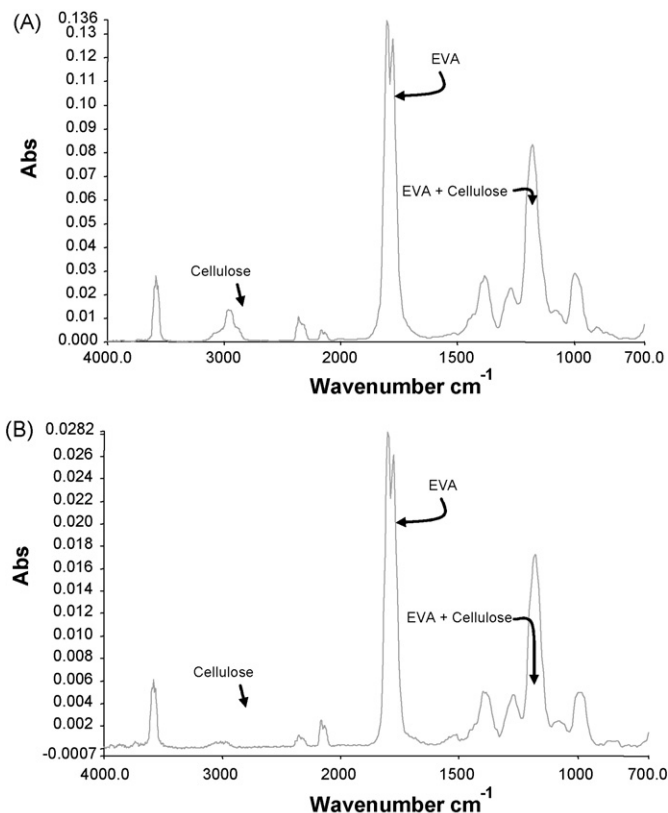 (A)
0.136
0.13
0.12
0.11
0.10
0.09
0.08
0.07
0.06
0.05
0.04
0.03
0.02
0.01
0.000
Abs
EVA
EVA + Cellulose
Cellulose
4000.0 3000 2000 1500 1000 700.0
Wavenumber cm-1
(B)
0.0282
0.026
0.024
0.022
0.020
0.018
0.016
0.014
0.012
0.010
0.008
0.006
0.004
0.002
-0.0007
Abs
EVA
EVA + Cellulose
Cellulose
4000.0 3000 2000 1500 1000 700.0
Wavenumber cm-1